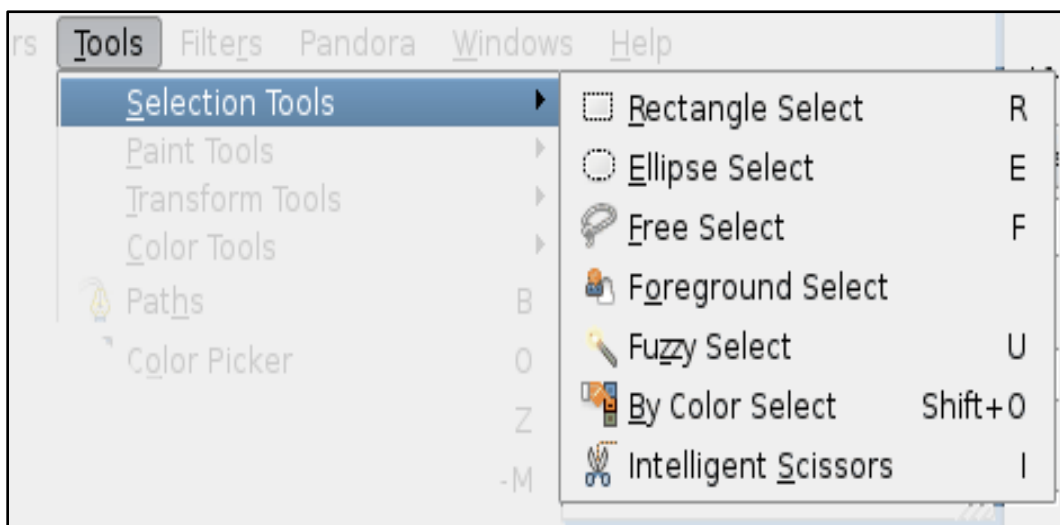 rs Tools Filters Pandora Windows Help
Selection Tools
Paint Tools
Transform Tools
Color Tools
Paths B
Color Picker O
Z
-M
Rectangle Select R
Ellipse Select E
Free Select F
Foreground Select
Fuzzy Select U
By Color Select Shift+O
Intelligent Scissors I